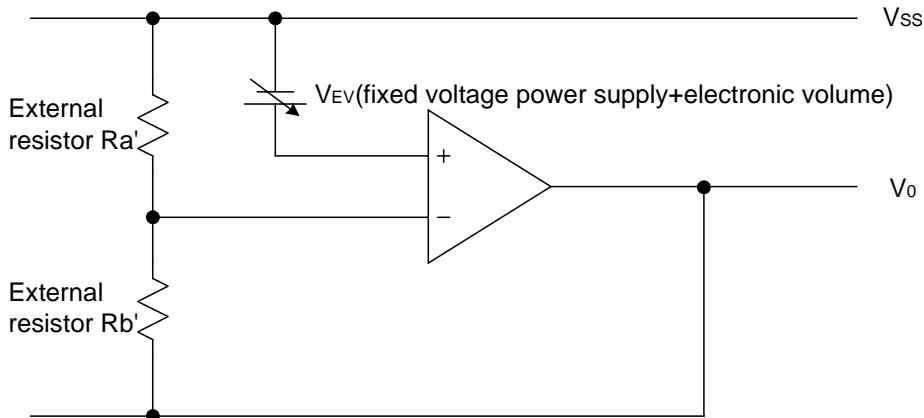 VSS
VEV(fixed voltage power supply+electronic volume)
External
resistor Ra'
+
V0
−
External
resistor Rb'